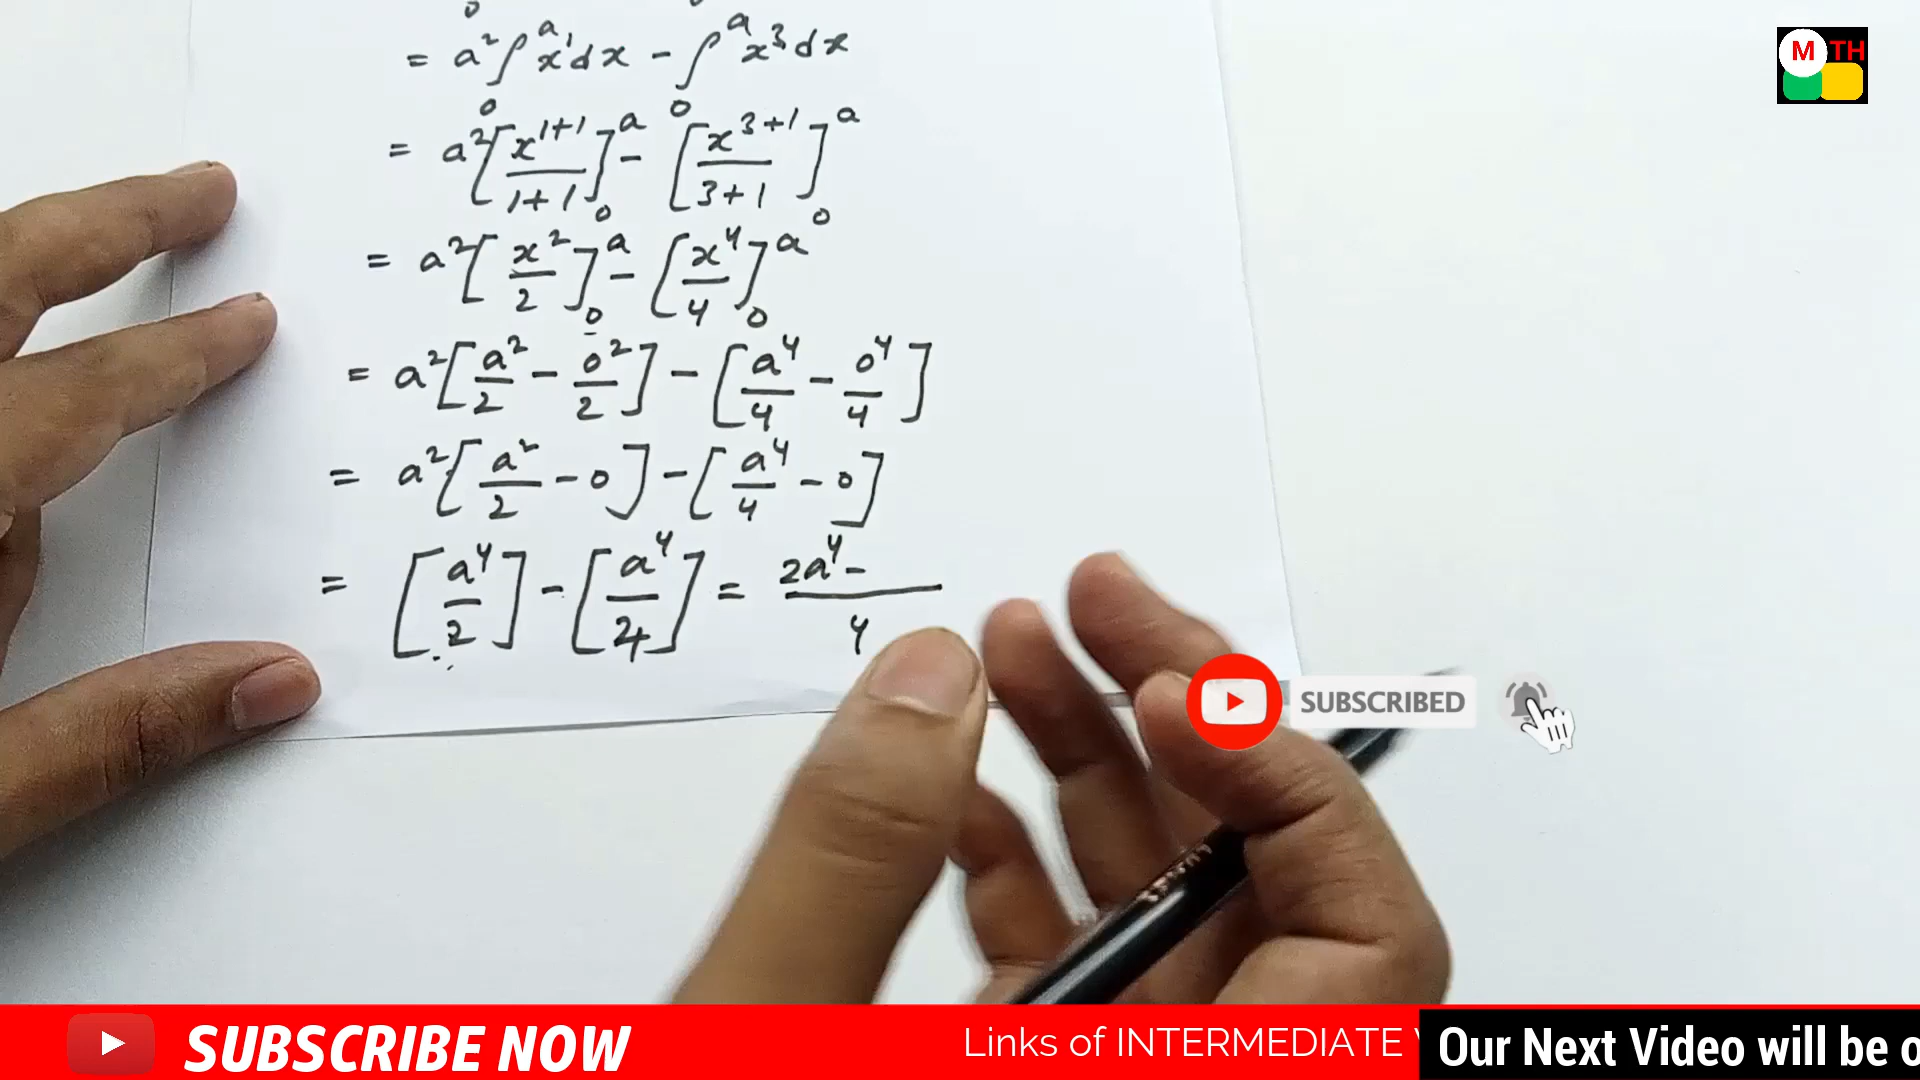 = a² ∫₀ᵃ x¹dx - ∫₀ᵃ x³dx
= a²[x¹⁺¹/1+1]₀ᵃ - [x³⁺¹/3+1]₀ᵃ
= a²[x²/2]₀ᵃ - [x⁴/4]₀ᵃ
= a²[a²/2 - 0²/2] - [a⁴/4 - 0⁴/4]
= a²[a²/2 - 0] - [a⁴/4 - 0]
= [a⁴/2] - [a⁴/4] = 2a⁴- / 4
M TH
SUBSCRIBED
SUBSCRIBE NOW
Links of INTERMEDIATE
Our Next Video will be o